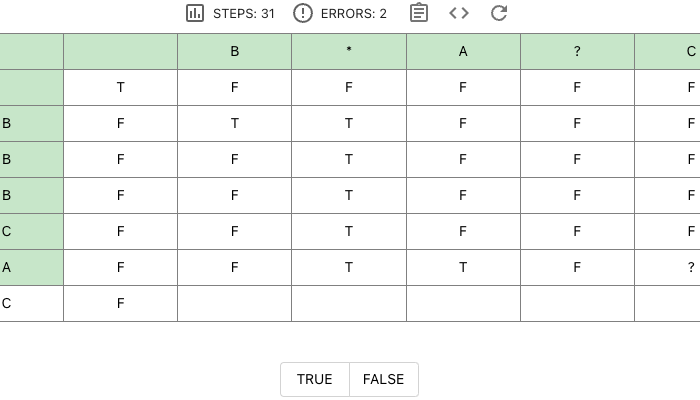 STEPS: 31 ERRORS: 2
B * A ? C
T F F F F F
B F T T F F F
B F F T F F F
B F F T F F F
C F F T F F F
A F F T T F ?
C F
TRUE FALSE